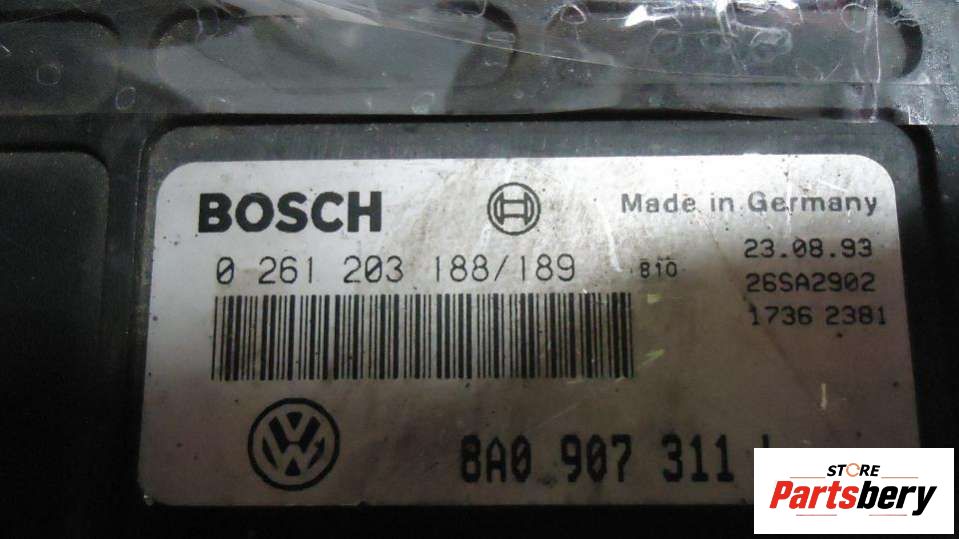 BOSCH
Made in Germany
0 261 203 188/189
810
23.08.93
26SA2902
1736 2381
VW
8A0 907 311
STORE
Partsbery